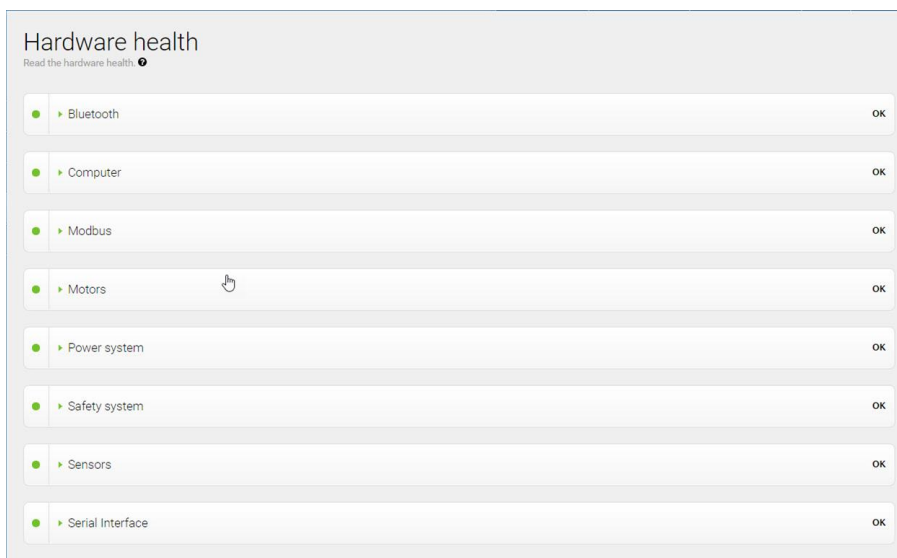 Hardware health
Read the hardware health. ?
Bluetooth OK
Computer OK
Modbus OK
Motors OK
Power system OK
Safety system OK
Sensors OK
Serial Interface OK